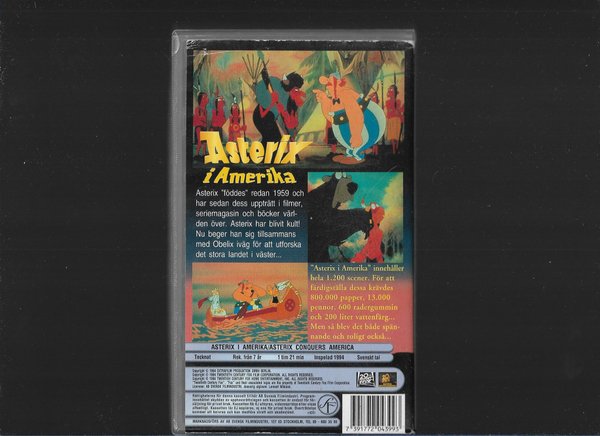 Asterix
i Amerika
Asterix "föddes" redan 1959 och
har sedan dess uppträtt i filmer,
seriemagasin och böcker värl-
den över. Asterix har blivit kult!
Nu beger han sig tillsammans
med Obelix iväg för att utforska
det stora landet i väster...
"Asterix i Amerika" innehåller
hela 1.200 scener. För att
färdigställa dessa krävdes
800.000 papper, 13.000
pennor, 600 radergummin
och 200 liter vattenfärg...
Men så blev det både spän-
nande och roligt också...
ASTERIX I AMERIKA/ASTERIX CONQUERS AMERICA
Tecknat Rek. från 7 år 1 tim 21 min Inspelad 1994 Svenskt tal
7 391772 043993